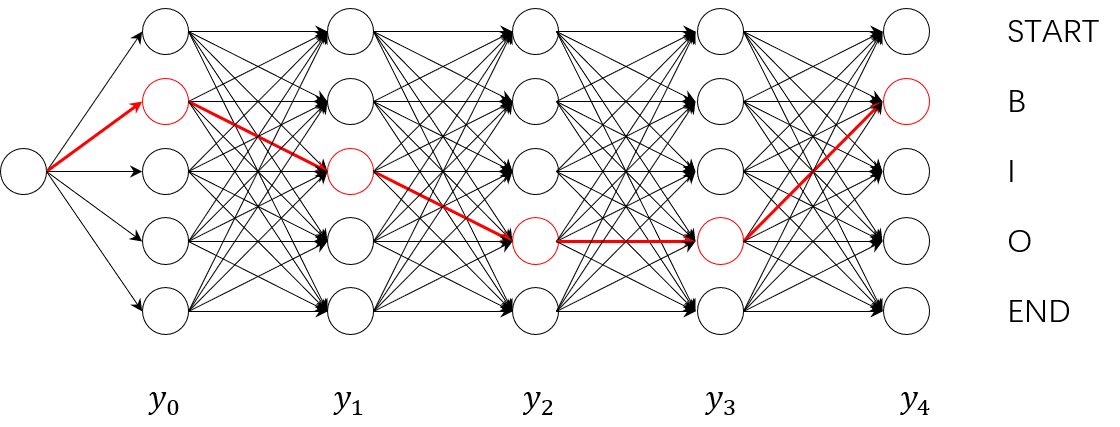 START
B
I
O
END
y₀ y₁ y₂ y₃ y₄